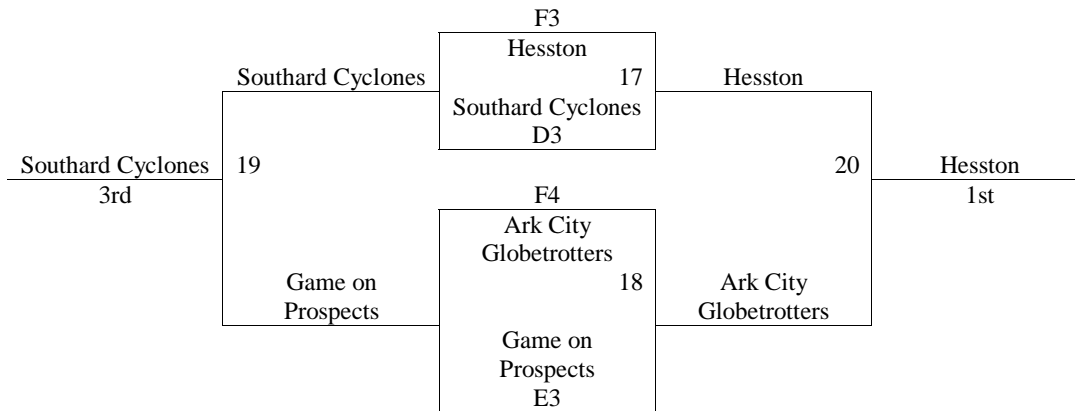 F3
Hesston
Southard Cyclones
17
Hesston
Southard Cyclones
D3
Southard Cyclones
19
20
Hesston
3rd
1st
F4
Ark City
Globetrotters
18
Game on
Prospects
Ark City
Globetrotters
Game on
Prospects
E3